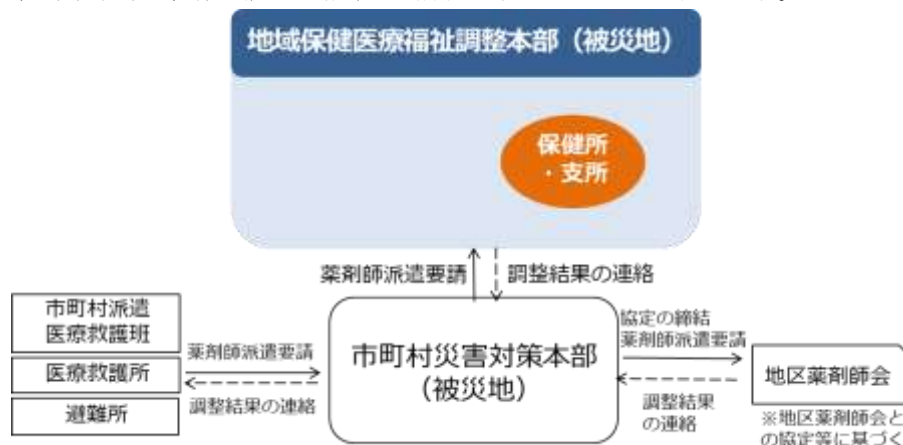 地域保健医療福祉調整本部（被災地）
保健所
・支所
薬剤師派遣要請
調整結果の連絡
市町村派遣
医療救護班
医療救護所
避難所
薬剤師派遣要請
調整結果の連絡
市町村災害対策本部
（被災地）
協定の締結
薬剤師派遣要請
調整結果
の連絡
地区薬剤師会
※地区薬剤師会と
の協定等に基づく